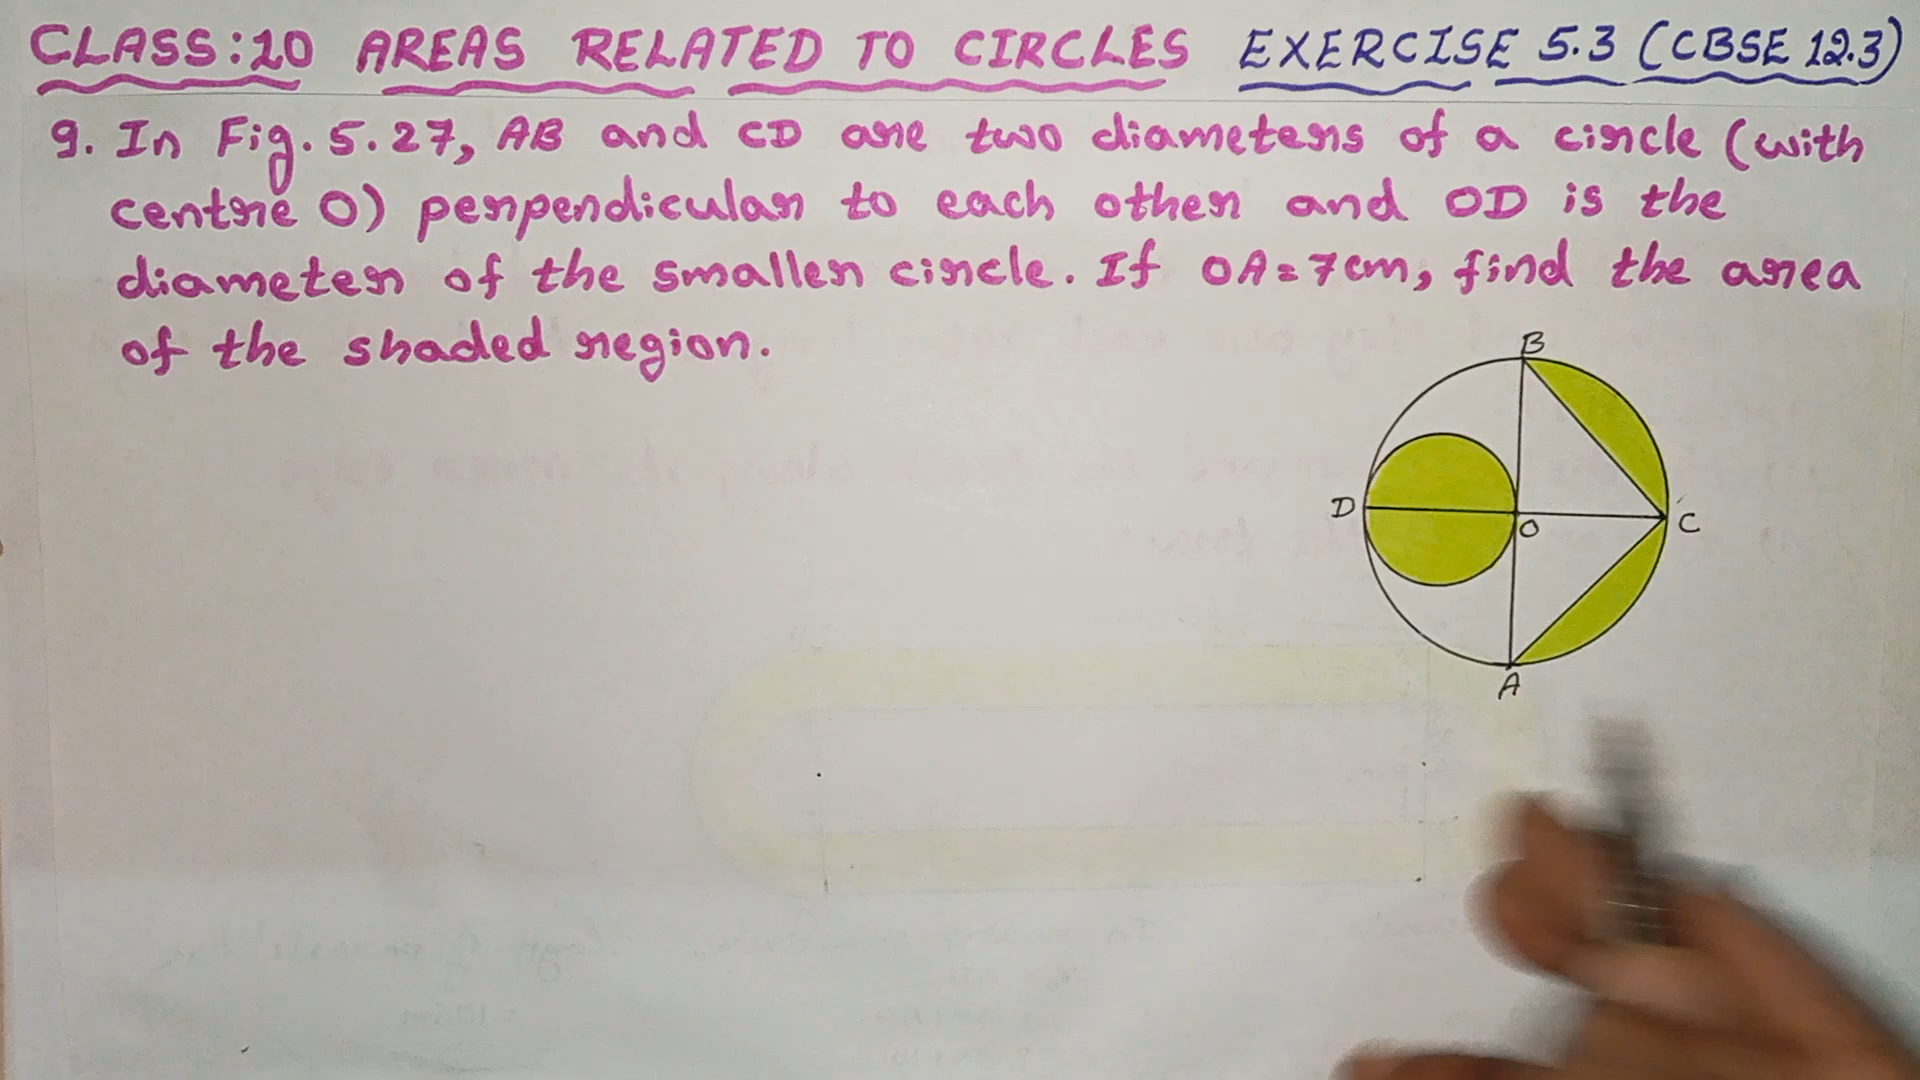 CLASS:10 AREAS RELATED TO CIRCLES EXERCISE 5.3 (CBSE 12.3)
9. In Fig. 5.27, AB and CD are two diameters of a circle (with
centre O) perpendicular to each other and OD is the
diameter of the smaller circle. If OA=7cm, find the area
of the shaded region.
B
D
O
C
A